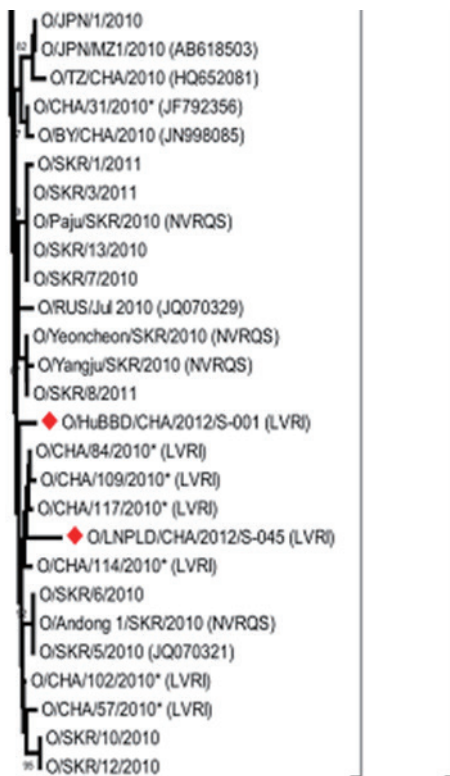 O/JPN/1/2010
82
O/JPN/MZ1/2010 (AB618503)
O/TZ/CHA/2010 (HQ652081)
O/CHA/31/2010* (JF792356)
O/BY/CHA/2010 (JN998085)
O/SKR/1/2011
O/SKR/3/2011
O/Paju/SKR/2010 (NVRQS)
O/SKR/13/2010
O/SKR/7/2010
O/RUS/Jul 2010 (JQ070329)
O/Yeoncheon/SKR/2010 (NVRQS)
O/Yangju/SKR/2010 (NVRQS)
O/SKR/8/2011
O/HuBBD/CHA/2012/S-001 (LVRI)
O/CHA/84/2010* (LVRI)
O/CHA/109/2010* (LVRI)
O/CHA/117/2010* (LVRI)
O/LNPLD/CHA/2012/S-045 (LVRI)
O/CHA/114/2010* (LVRI)
O/SKR/6/2010
O/Andong 1/SKR/2010 (NVRQS)
O/SKR/5/2010 (JQ070321)
O/CHA/102/2010* (LVRI)
O/CHA/57/2010* (LVRI)
O/SKR/10/2010
95
O/SKR/12/2010